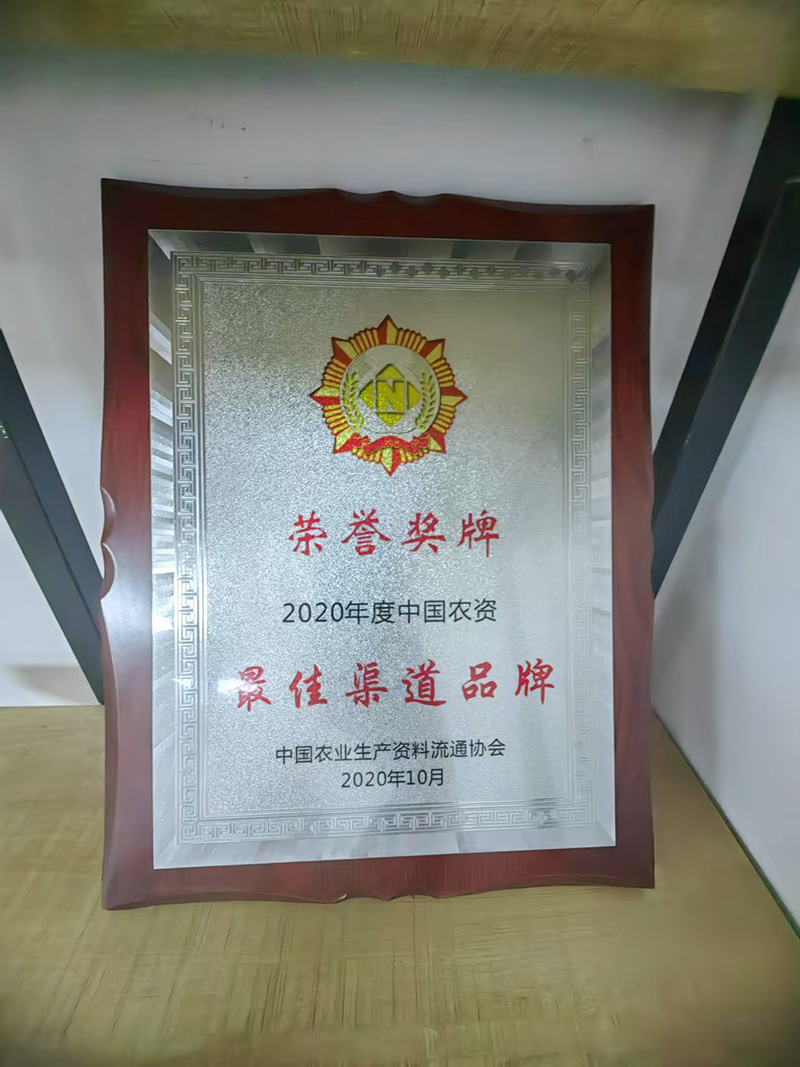 N
荣誉奖牌
2020年度中国农资
最佳渠道品牌
中国农业生产资料流通协会
2020年10月